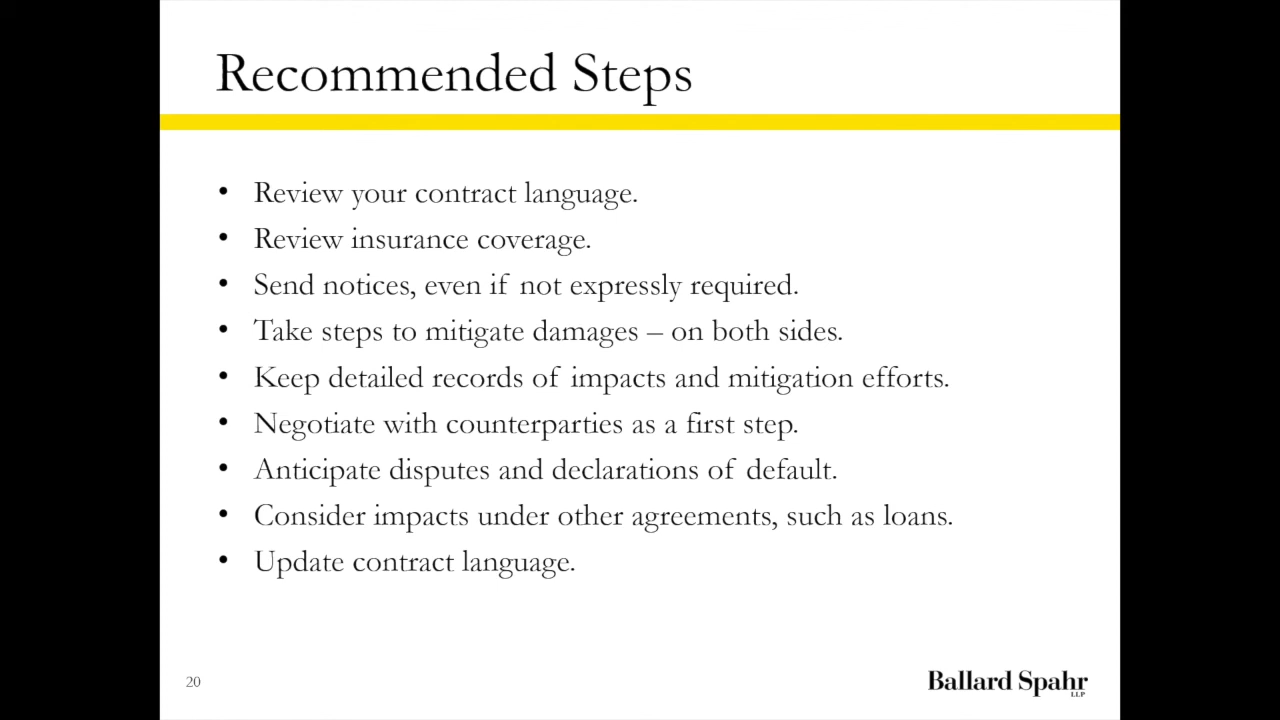 Recommended Steps
• Review your contract language.
• Review insurance coverage.
• Send notices, even if not expressly required.
• Take steps to mitigate damages – on both sides.
• Keep detailed records of impacts and mitigation efforts.
• Negotiate with counterparties as a first step.
• Anticipate disputes and declarations of default.
• Consider impacts under other agreements, such as loans.
• Update contract language.
20
Ballard Spahr
LLP